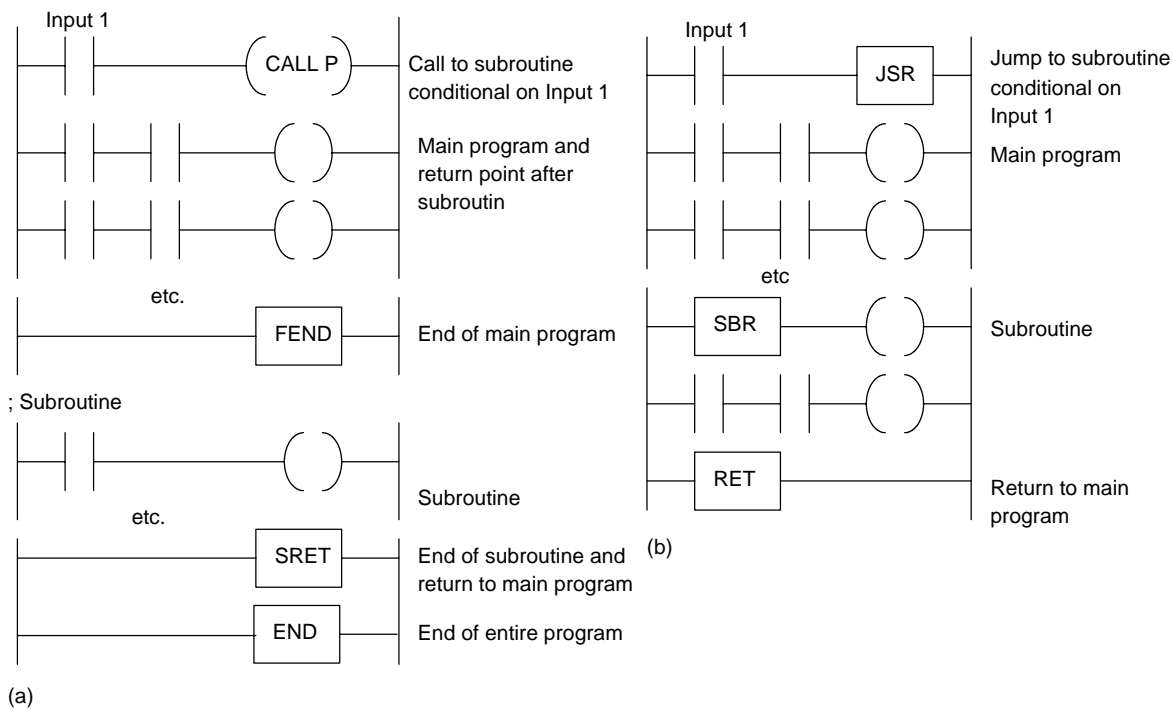 Input 1
CALL P
Call to subroutine
conditional on Input 1
Main program and
return point after
subroutin
etc.
FEND
End of main program
; Subroutine
Subroutine
etc.
SRET
End of subroutine and
return to main program
END
End of entire program
(a)
Input 1
JSR
Jump to subroutine
conditional on
Input 1
Main program
etc
SBR
Subroutine
RET
Return to main
program
(b)